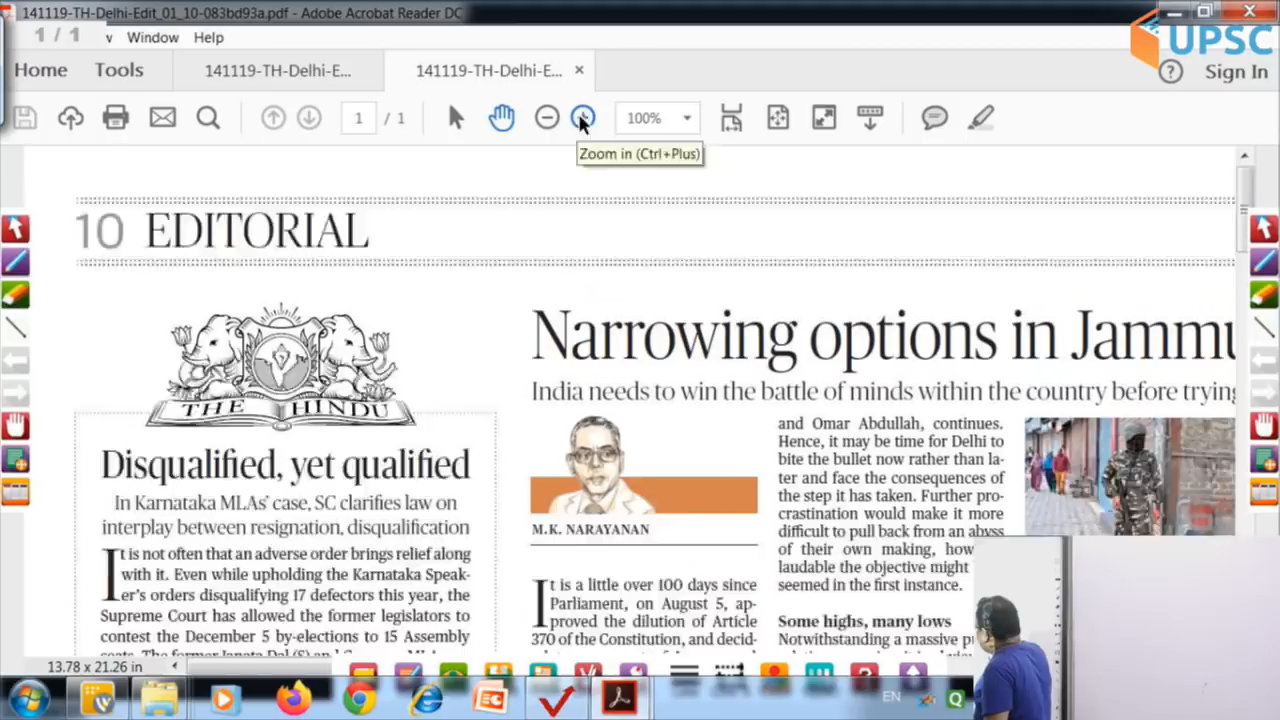 141119-TH-Delhi-Edit_01_10-083bd93a.pdf - Adobe Acrobat Reader DC
1 / 1
Window Help
UPSC
Home Tools 141119-TH-Delhi-E... 141119-TH-Delhi-E... × ? Sign In
1 / 1 100%
Zoom in (Ctrl+Plus)
10 EDITORIAL
THE HINDU
Disqualified, yet qualified
In Karnataka MLAs' case, SC clarifies law on
interplay between resignation, disqualification
It is not often that an adverse order brings relief along
with it. Even while upholding the Karnataka Speak-
er's orders disqualifying 17 defectors this year, the
Supreme Court has allowed the former legislators to
contest the December 5 by-elections to 15 Assembly
Narrowing options in Jammu
India needs to win the battle of minds within the country before trying
M.K. NARAYANAN
It is a little over 100 days since
Parliament, on August 5, ap-
proved the dilution of Article
370 of the Constitution, and decid-
and Omar Abdullah, continues.
Hence, it may be time for Delhi to
bite the bullet now rather than la-
ter and face the consequences of
the step it has taken. Further pro-
crastination would make it more
difficult to pull back from an abyss
of their own making, how
laudable the objective might
seemed in the first instance.
Some highs, many lows
Notwithstanding a massive p
13.78 x 21.26 in
EN